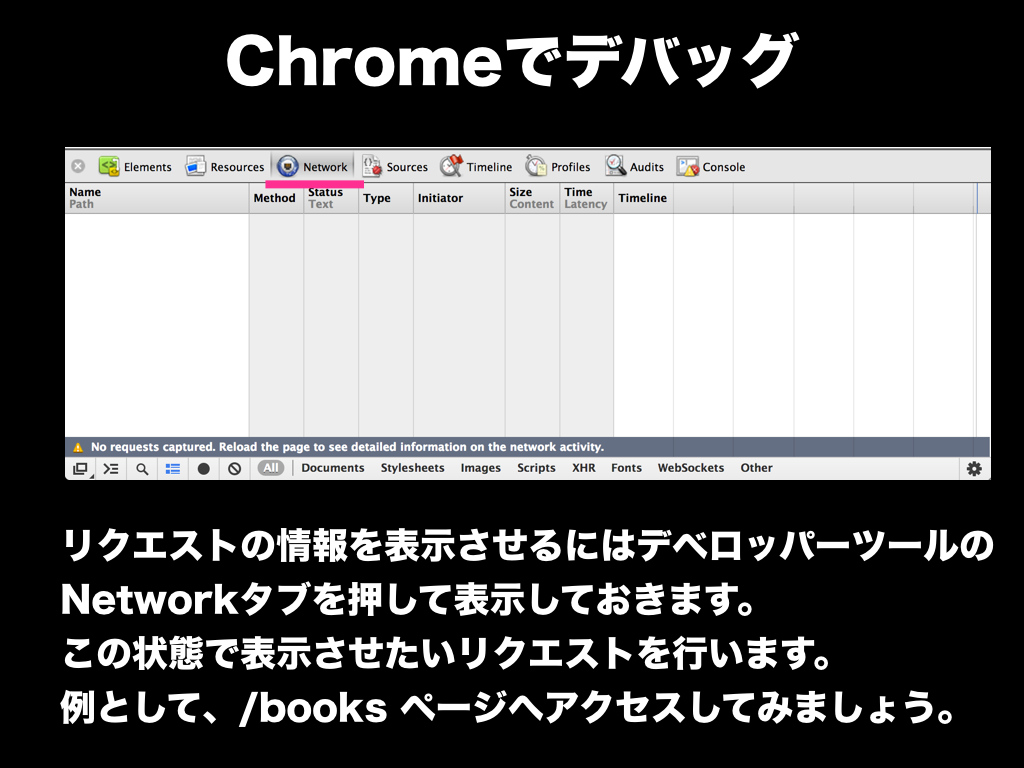 Chromeでデバッグ
Elements Resources Network Sources Timeline Profiles Audits Console
Name Path Method Status Text Type Initiator Size Content Time Latency Timeline
No requests captured. Reload the page to see detailed information on the network activity.
All Documents Stylesheets Images Scripts XHR Fonts WebSockets Other
リクエストの情報を表示させるにはデベロッパーツールの
Networkタブを押して表示しておきます。
この状態で表示させたいリクエストを行います。
例として、/books ページへアクセスしてみましょう。